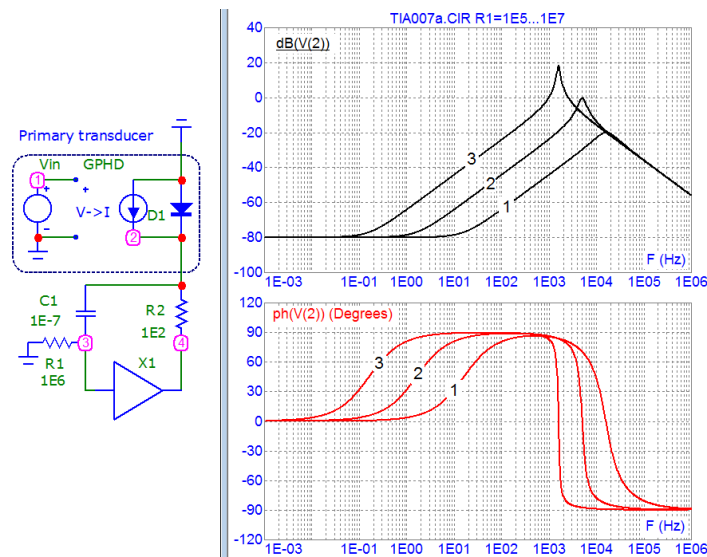 Primary transducer
Vin GPHD
1
+ +
V->I
D1
-
2
C1
1E-7
R2
1E2
3
4
R1
1E6
X1
TIA007a.CIR R1=1E5...1E7
40
dB(V(2))
20
0
-20
-40
-60
-80
-100
3
2
1
F (Hz)
1E-03 1E-01 1E00 1E01 1E02 1E03 1E04 1E05 1E06
120
ph(V(2)) (Degrees)
90
60
30
0
-30
-60
-90
-120
3
2
1
F (Hz)
1E-03 1E-01 1E00 1E01 1E02 1E03 1E04 1E05 1E06